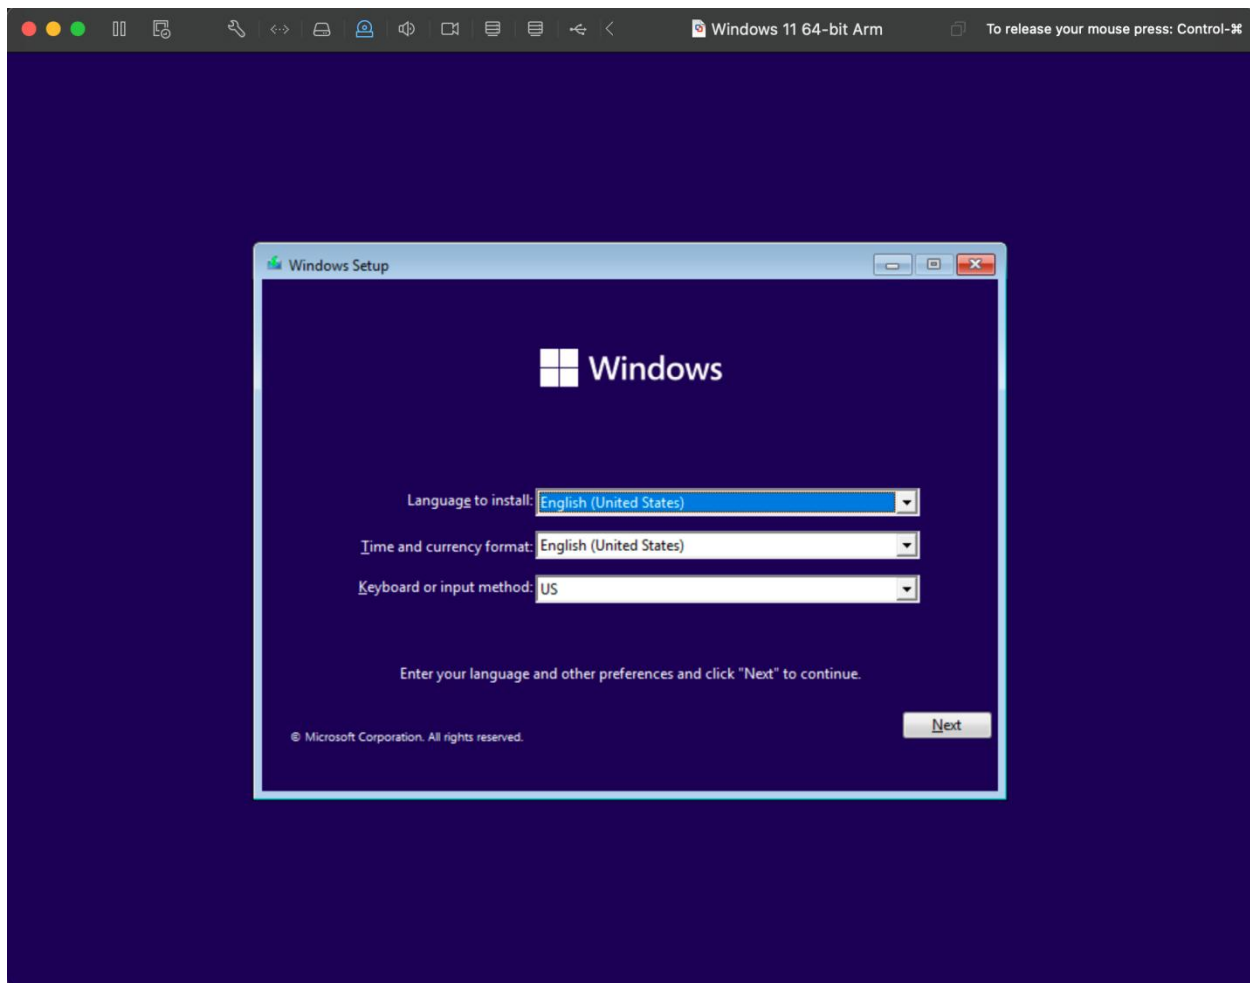 Windows 11 64-bit Arm To release your mouse press: Control-⌘
Windows Setup
Windows
Language to install: English (United States)
Time and currency format: English (United States)
Keyboard or input method: US
Enter your language and other preferences and click "Next" to continue.
Next
© Microsoft Corporation. All rights reserved.